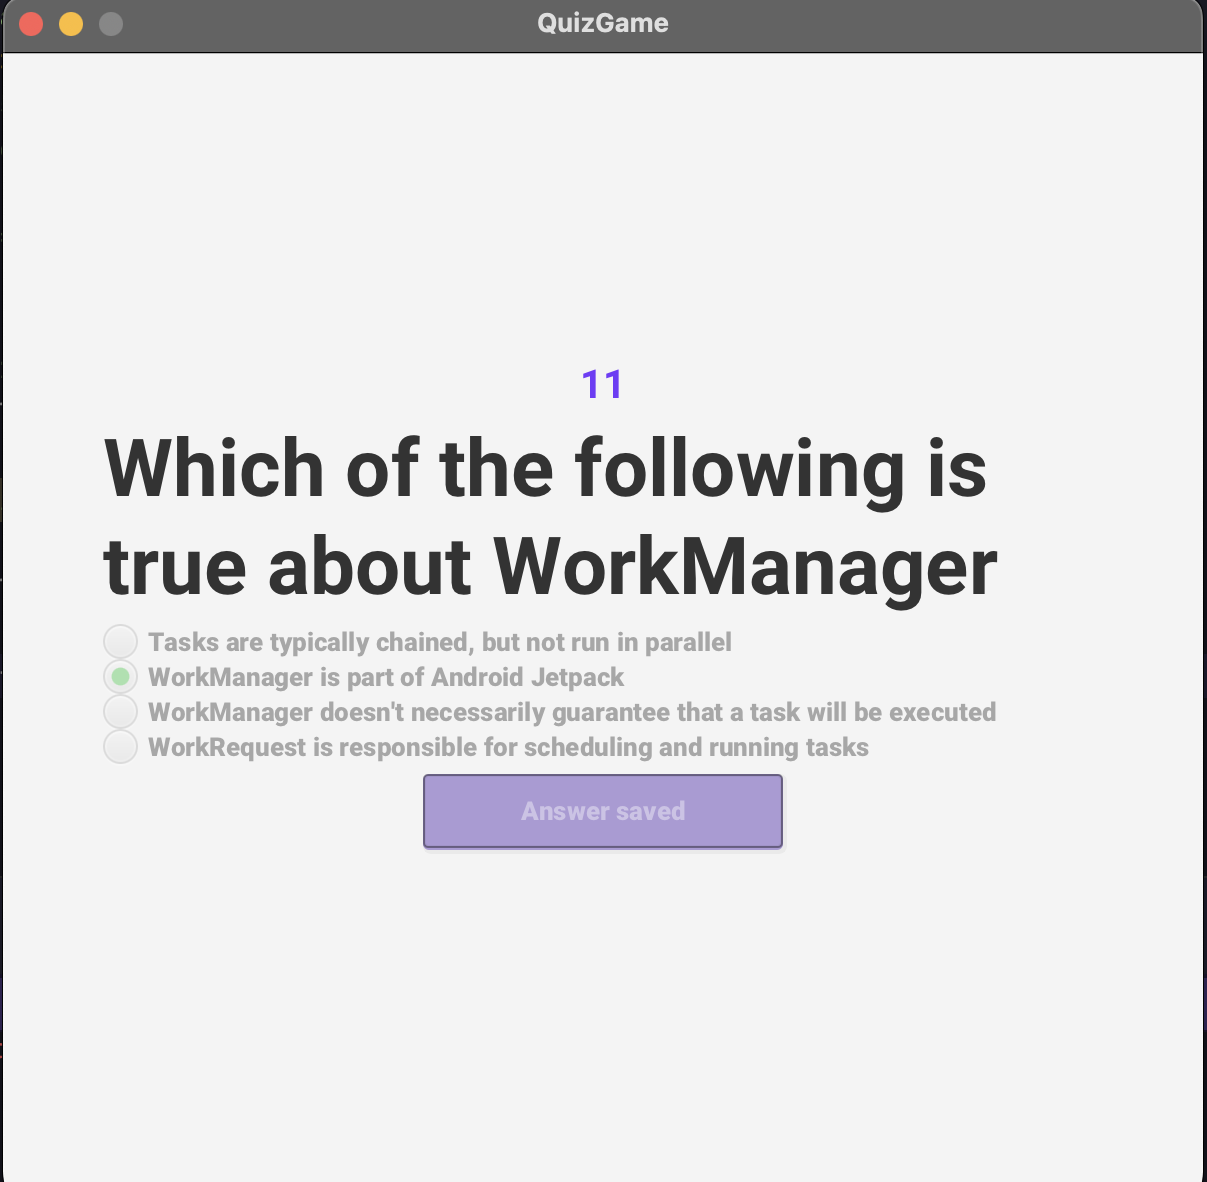 QuizGame
11
Which of the following is
true about WorkManager
Tasks are typically chained, but not run in parallel
WorkManager is part of Android Jetpack
WorkManager doesn't necessarily guarantee that a task will be executed
WorkRequest is responsible for scheduling and running tasks
Answer saved